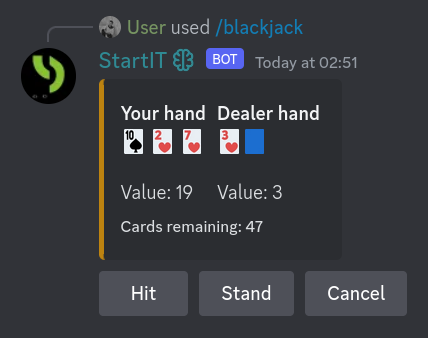 User used /blackjack
StartIT BOT Today at 02:51
Your hand Dealer hand
10 2 7 3
Value: 19 Value: 3
Cards remaining: 47
Hit Stand Cancel